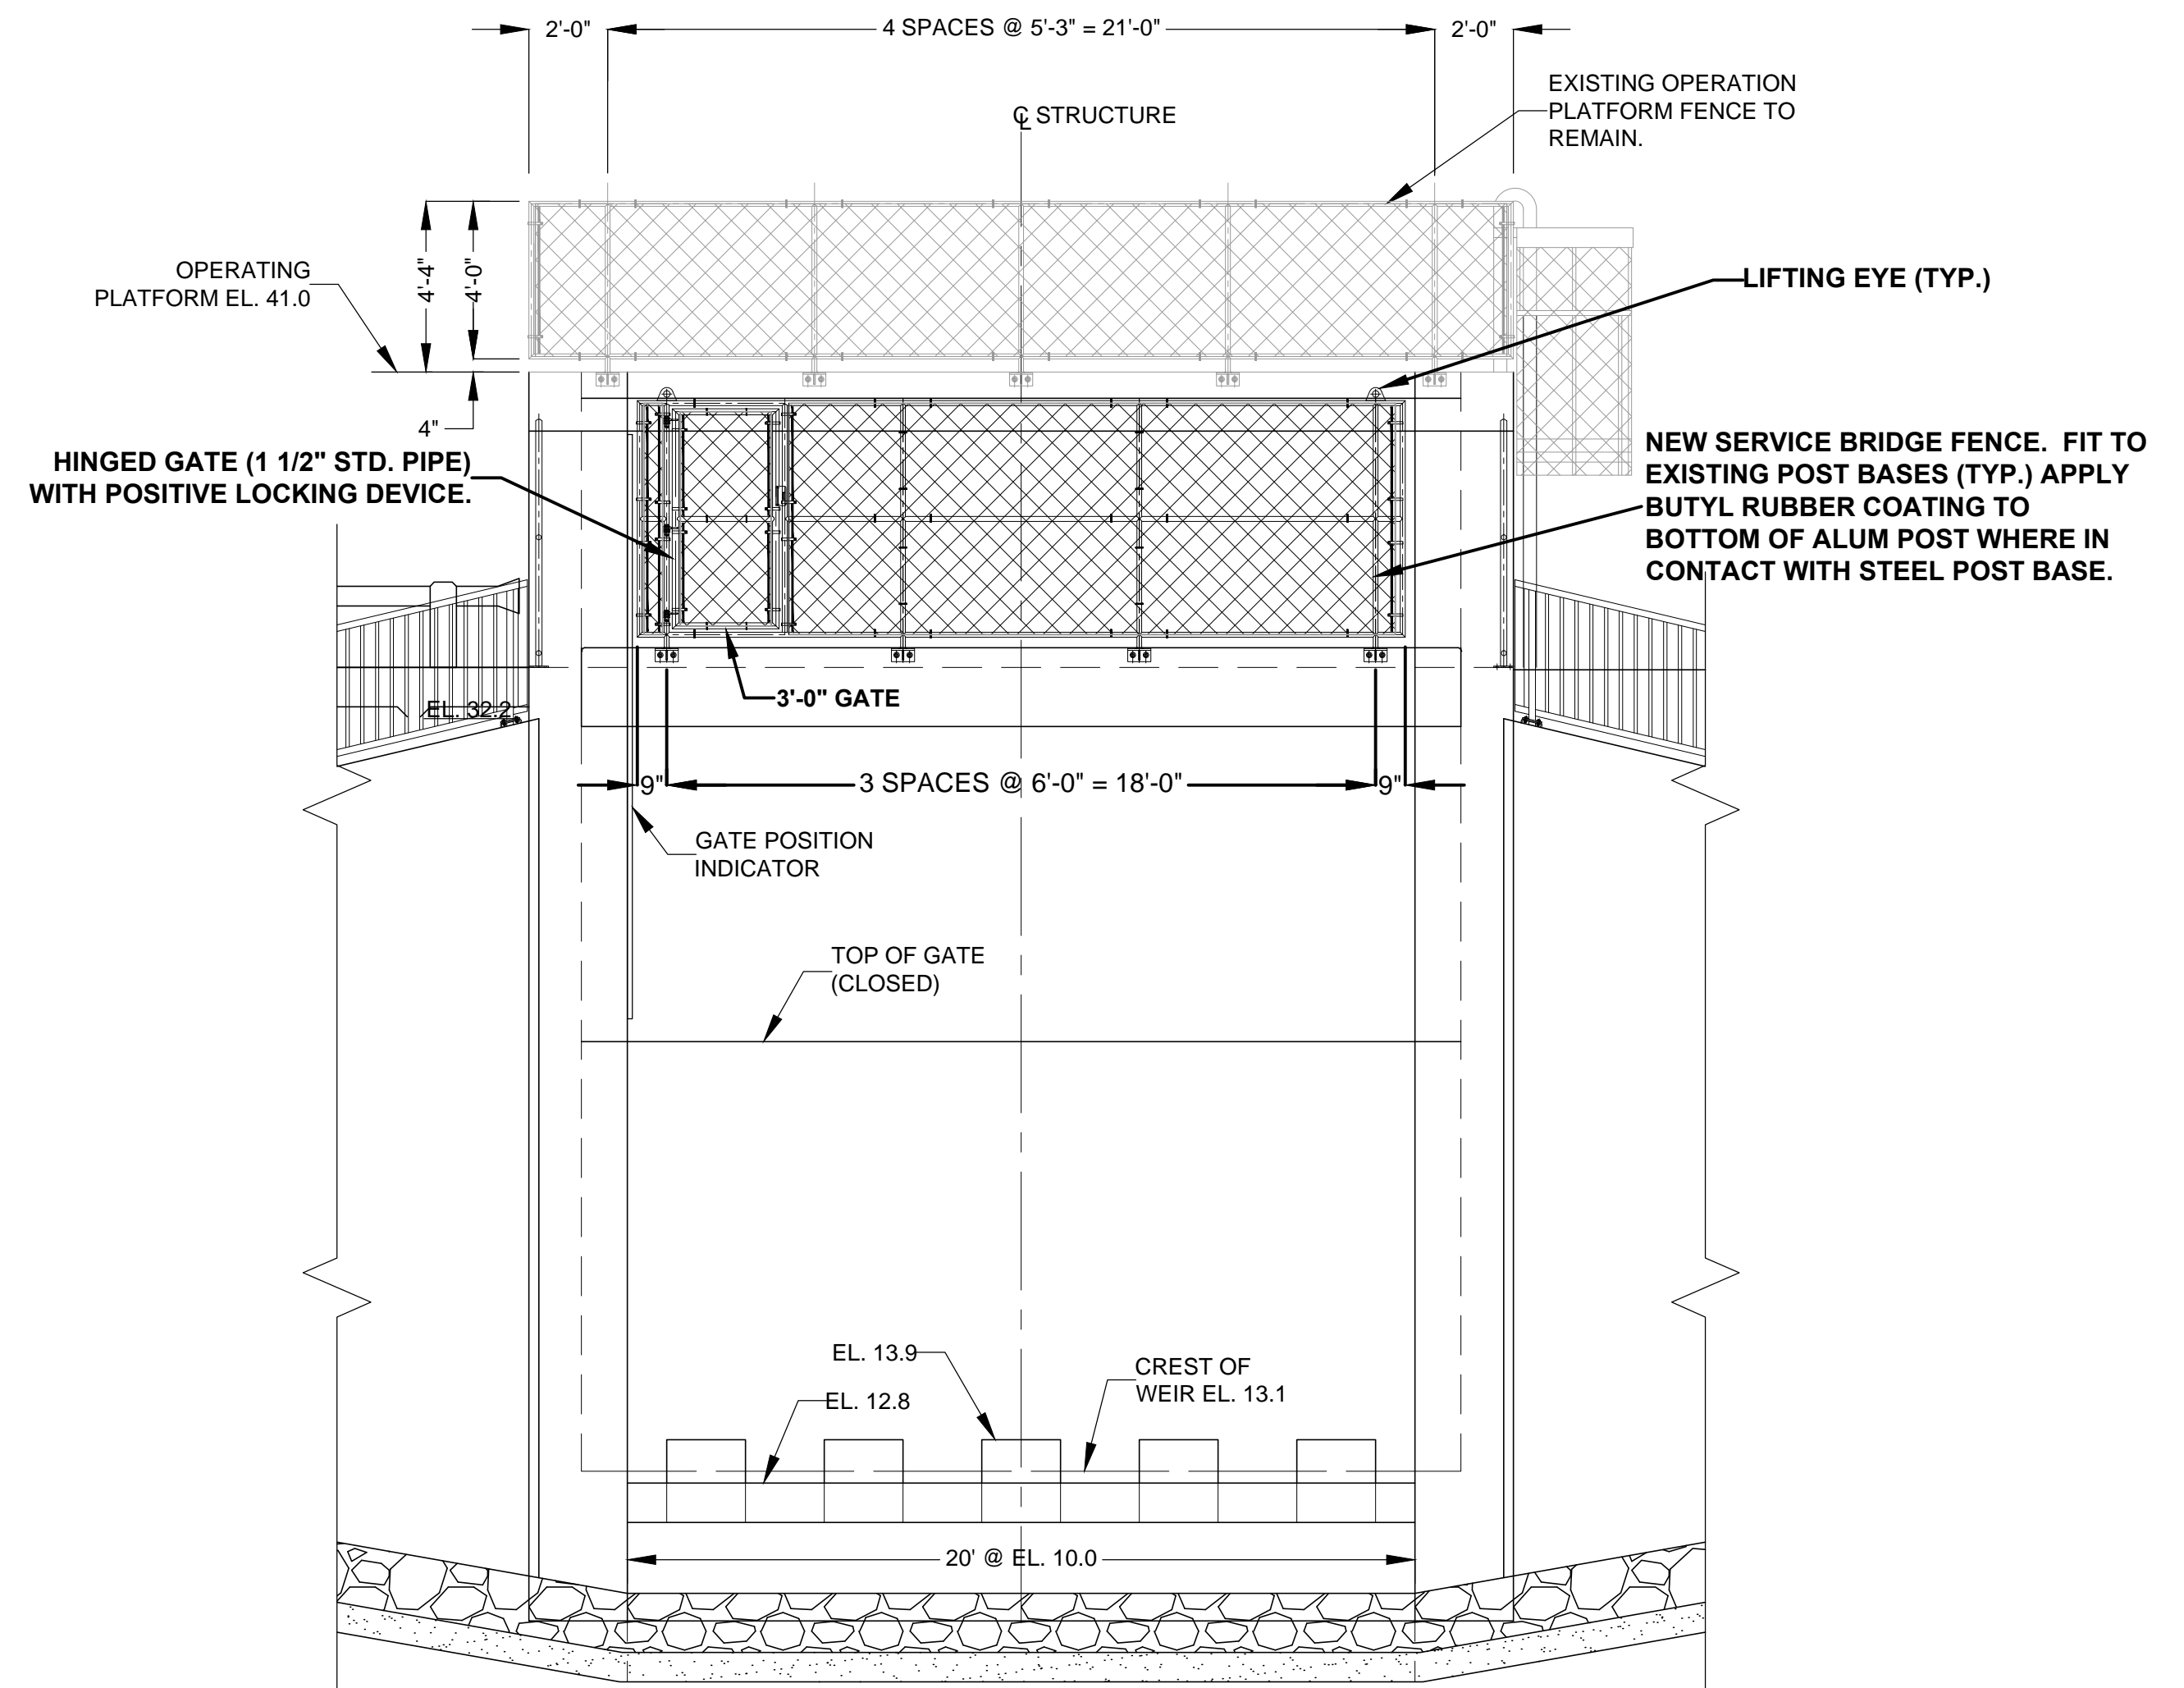 2'-0"
4 SPACES @ 5'-3" = 21'-0"
2'-0"
EXISTING OPERATION
PLATFORM FENCE TO
REMAIN.
℄ STRUCTURE
OPERATING
PLATFORM EL. 41.0
4'-4"
4'-0"
LIFTING EYE (TYP.)
4"
HINGED GATE (1 1/2" STD. PIPE)
WITH POSITIVE LOCKING DEVICE.
NEW SERVICE BRIDGE FENCE. FIT TO
EXISTING POST BASES (TYP.) APPLY
BUTYL RUBBER COATING TO
BOTTOM OF ALUM POST WHERE IN
CONTACT WITH STEEL POST BASE.
3'-0" GATE
EL. 32.2
9"
3 SPACES @ 6'-0" = 18'-0"
9"
GATE POSITION
INDICATOR
TOP OF GATE
(CLOSED)
EL. 13.9
CREST OF
WEIR EL. 13.1
EL. 12.8
20' @ EL. 10.0